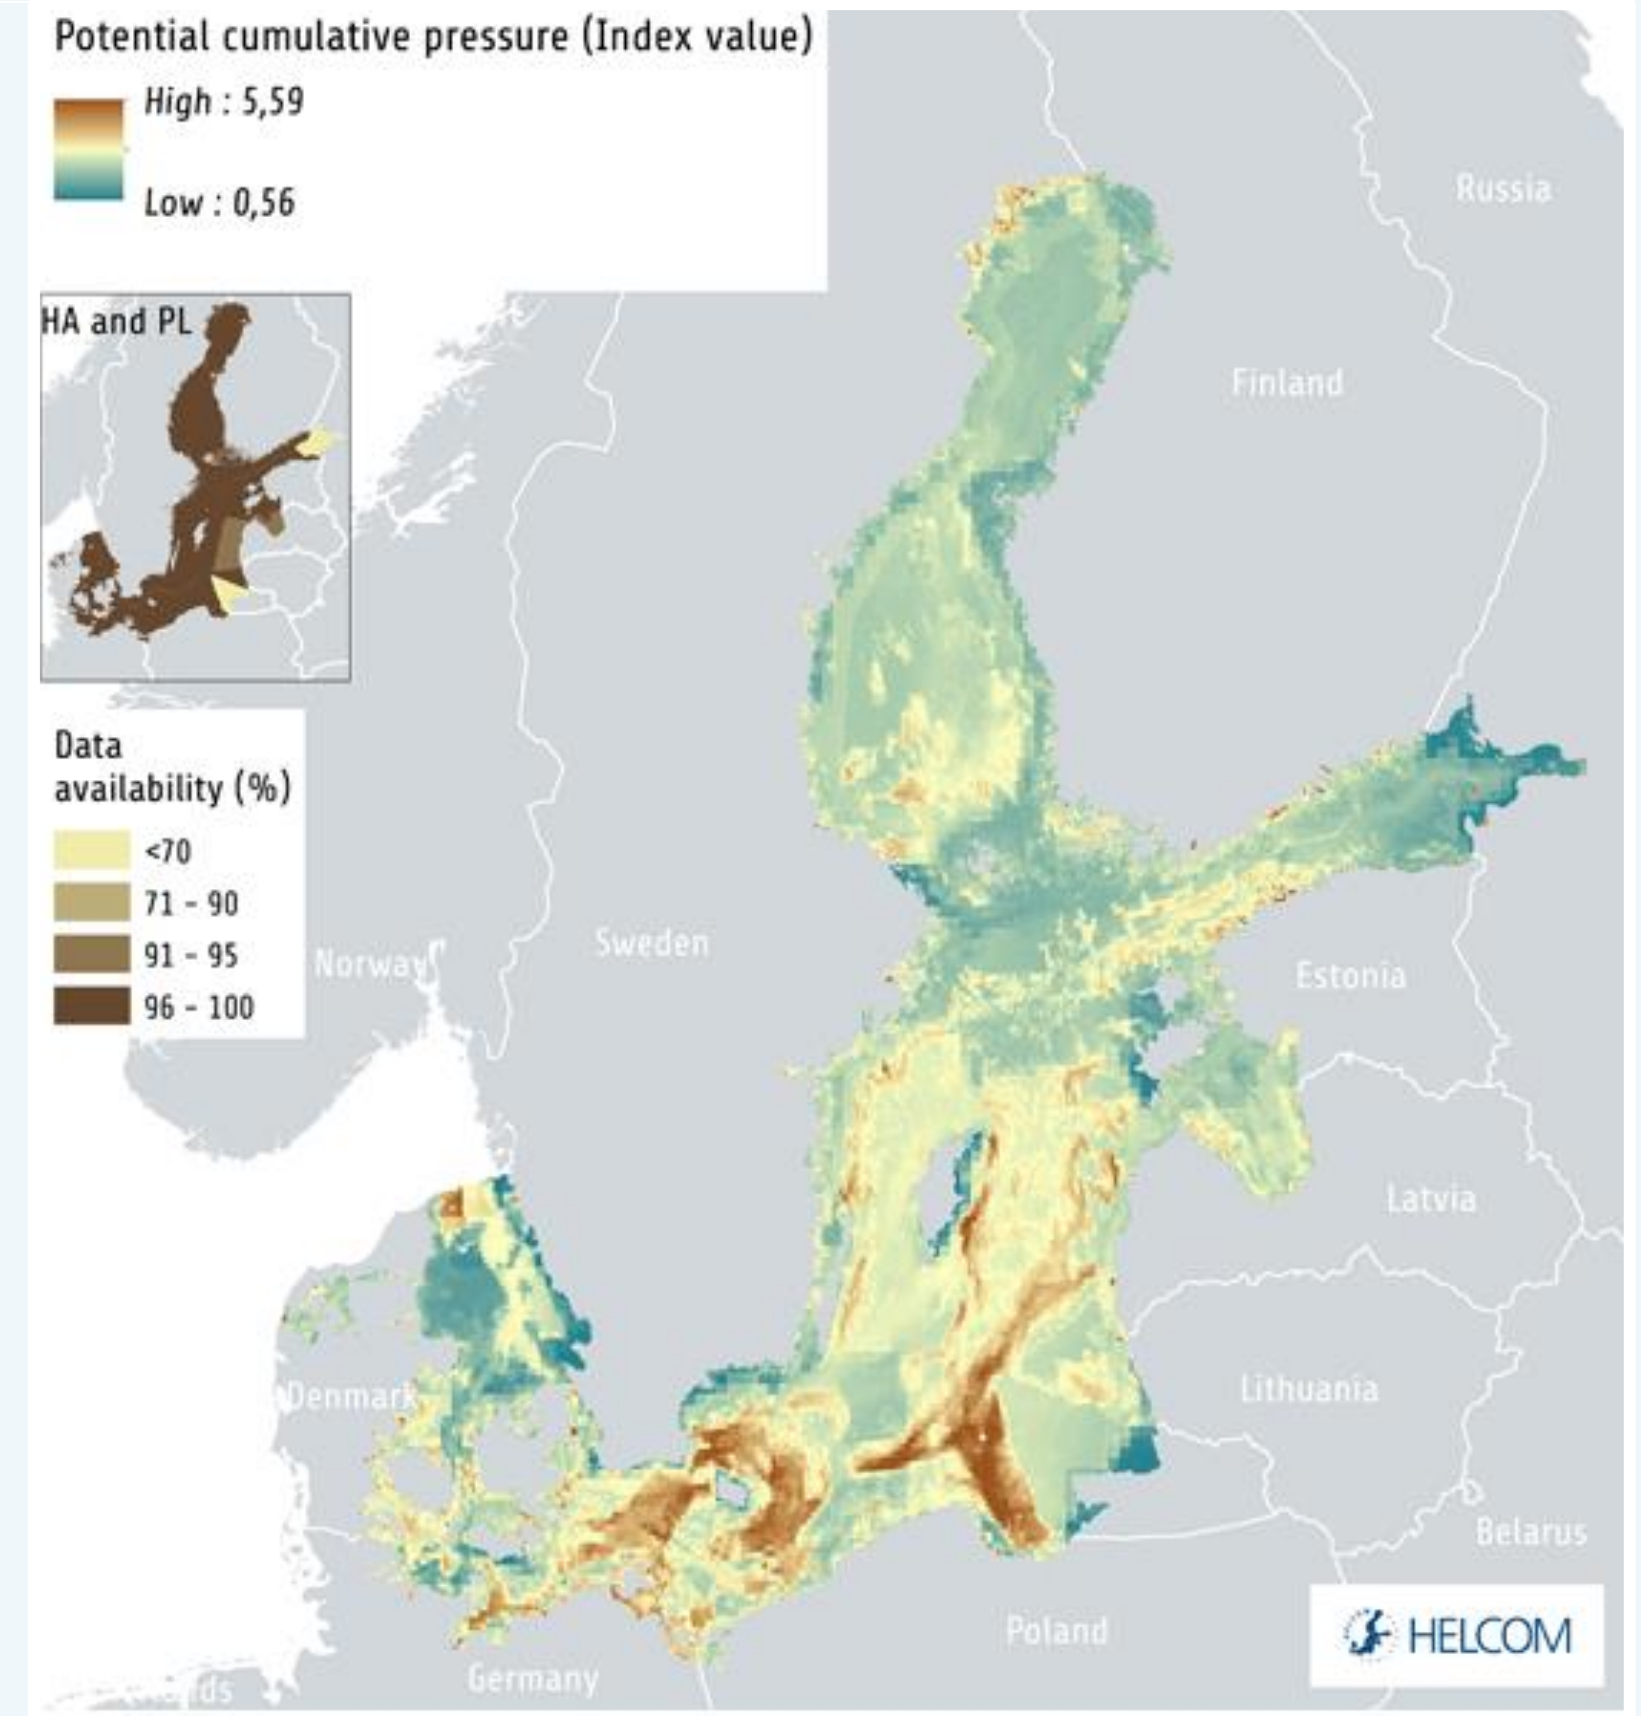 Potential cumulative pressure (Index value)
High : 5,59
Low : 0,56
HA and PL
Data
availability (%)
<70
71 - 90
91 - 95
96 - 100
Russia
Finland
Norway
Sweden
Estonia
Latvia
Denmark
Lithuania
Belarus
Poland
Germany
HELCOM